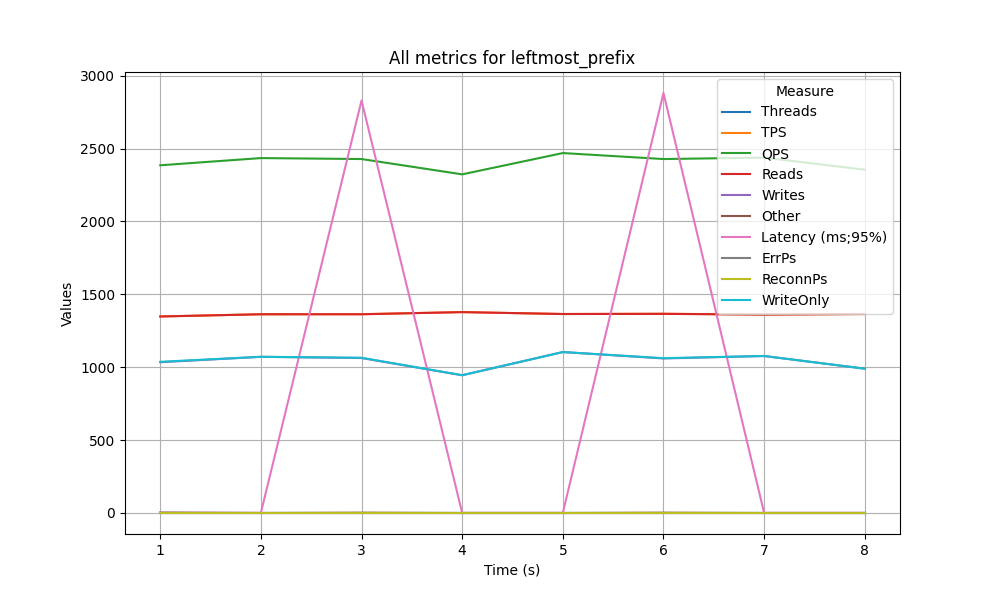 All metrics for leftmost_prefix
3000
2500
2000
1500
1000
500
0
Values
1 2 3 4 5 6 7 8
Time (s)
Measure
Threads
TPS
QPS
Reads
Writes
Other
Latency (ms;95%)
ErrPs
ReconnPs
WriteOnly